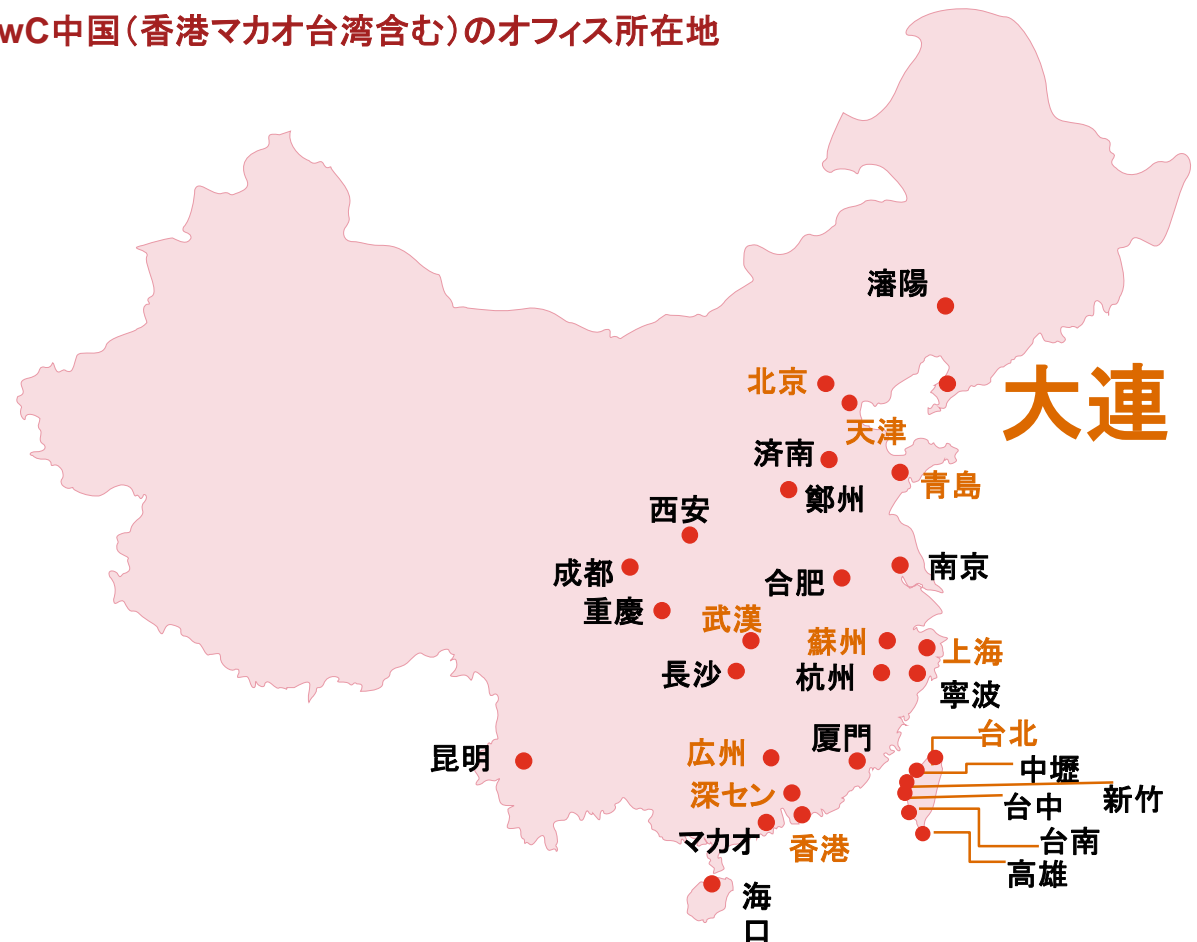 wC中国（香港マカオ台湾含む）のオフィス所在地
瀋陽
北京
大連
天津
済南
青島
鄭州
西安
成都
合肥
南京
重慶
武漢
蘇州
上海
長沙
杭州
寧波
昆明
広州
厦門
台北
中壢
深セン
新竹
台中
マカオ
香港
台南
高雄
海
口